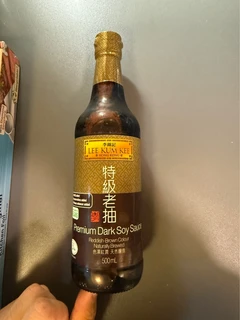 李錦記
LEE KUM KEE
特級老抽
Premium Dark Soy Sauce
Reddish Brown Colour
Naturally Brewed
500mL